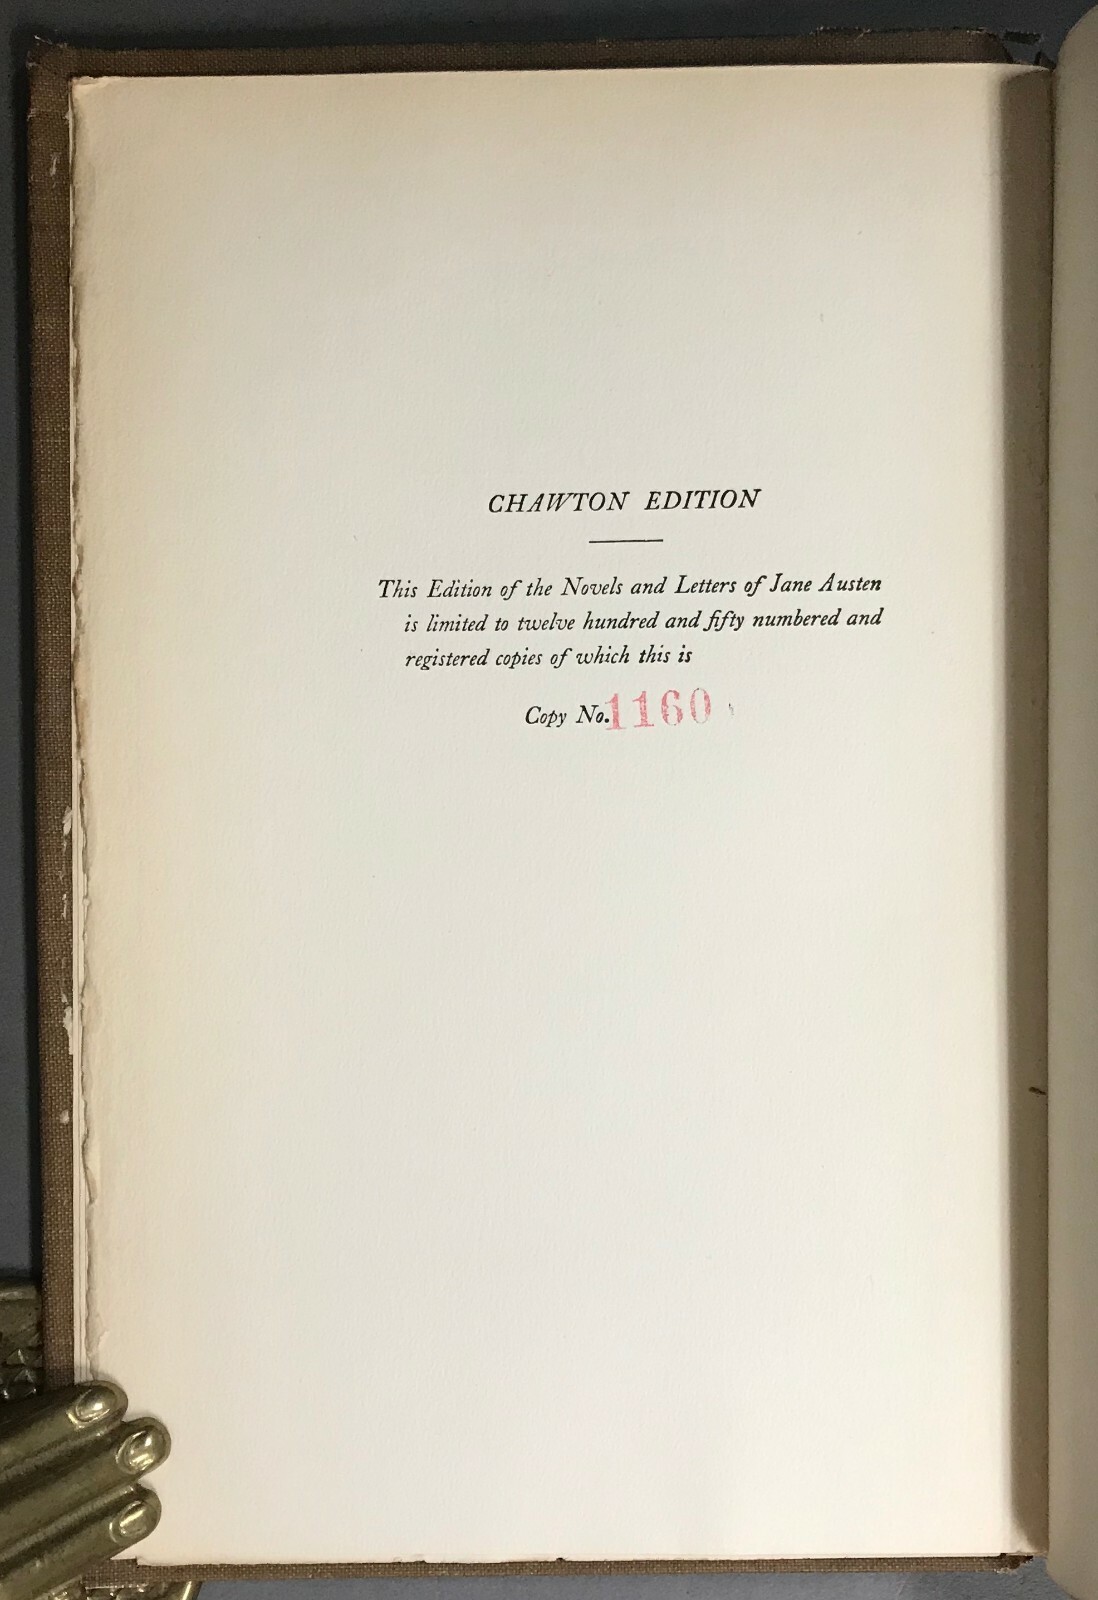 CHAWTON EDITION
This Edition of the Novels and Letters of Jane Austen
is limited to twelve hundred and fifty numbered and
registered copies of which this is
Copy No. 1160